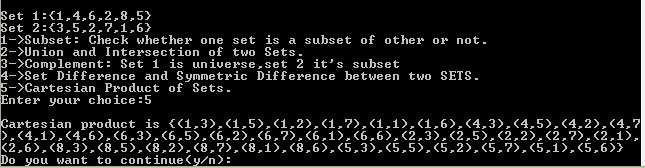 Set 1:{1,4,6,2,8,5}
Set 2:{3,5,2,7,1,6}
1->Subset: Check whether one set is a subset of other or not.
2->Union and Intersection of two Sets.
3->Complement: Set 1 is universe,set 2 it's subset
4->Set Difference and Symmetric Difference between two SETS.
5->Cartesian Product of Sets.
Enter your choice:5
Cartesian product is {(1,3),(1,5),(1,2),(1,7),(1,1),(1,6),(4,3),(4,5),(4,2),(4,7
),(4,1),(4,6),(6,3),(6,5),(6,2),(6,7),(6,1),(6,6),(2,3),(2,5),(2,2),(2,7),(2,1),
(2,6),(8,3),(8,5),(8,2),(8,7),(8,1),(8,6),(5,3),(5,5),(5,2),(5,7),(5,1),(5,6)}
Do you want to continue(y/n):